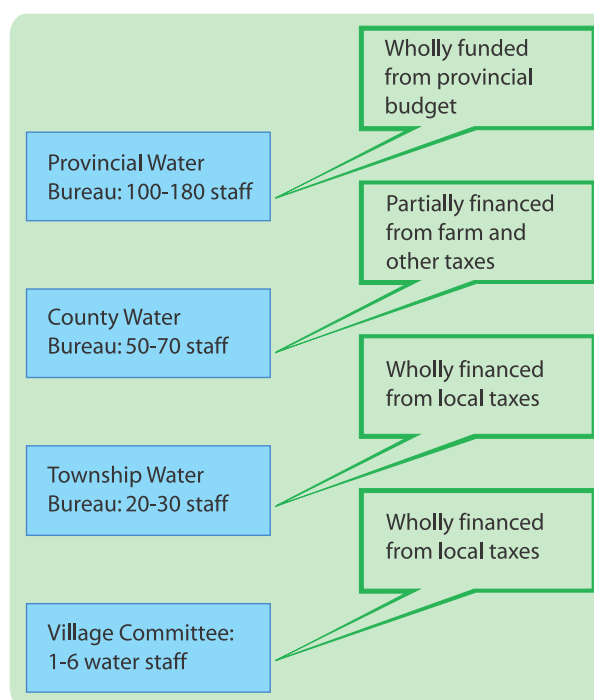 Wholly funded
from provincial
budget
Provincial Water
Bureau: 100-180 staff
Partially financed
from farm and
other taxes
County Water
Bureau: 50-70 staff
Wholly financed
from local taxes
Township Water
Bureau: 20-30 staff
Wholly financed
from local taxes
Village Committee:
1-6 water staff